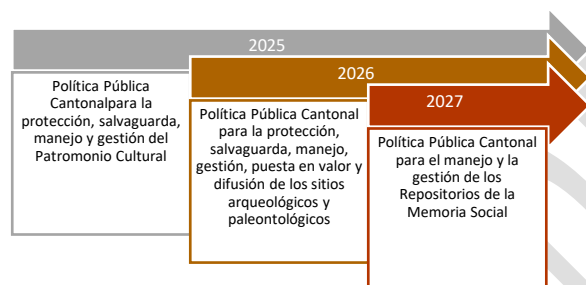 2025
Política Pública
Cantonalpara la
protección, salvaguarda,
manejo y gestión del
Patromonio Cultural
2026
Política Pública Cantonal
para la protección,
salvaguarda, manejo,
gestión, puesta en valor y
difusión de los sitios
arqueológicos y
paleontológicos
2027
Política Pública Cantonal
para el manejo y la
gestión de los
Repositorios de la
Memoria Social